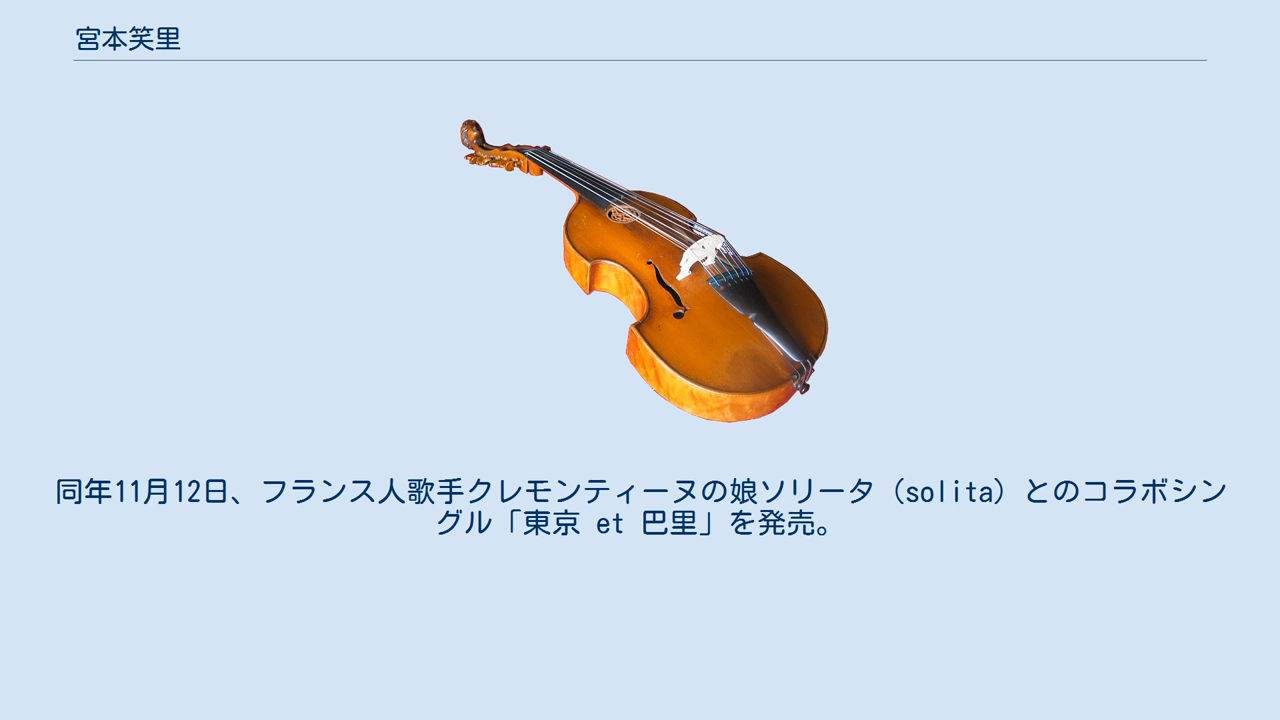 宮本笑里
同年11月12日、フランス人歌手クレモンティーヌの娘ソリータ（solita）とのコラボシン
グル「東京 et 巴里」を発売。